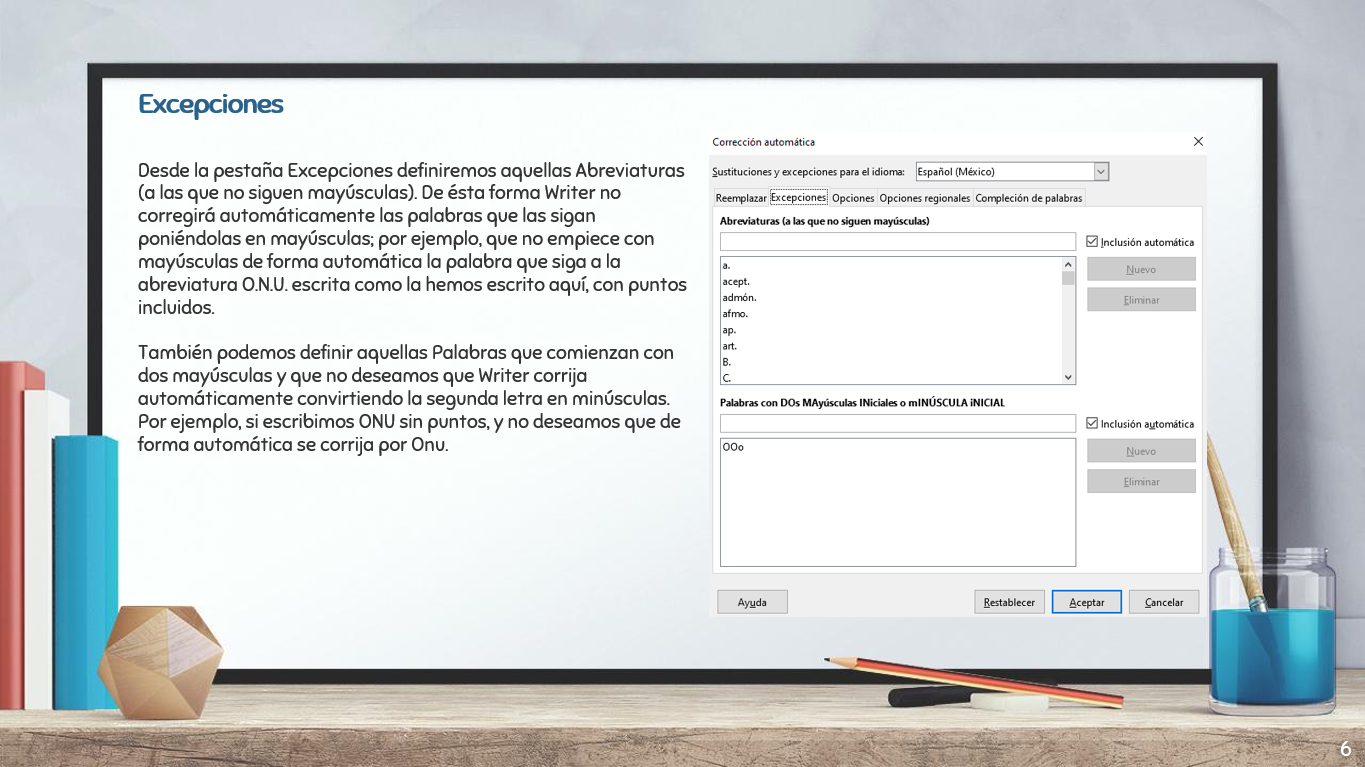 Excepciones
Desde la pestaña Excepciones definiremos aquellas Abreviaturas
(a las que no siguen mayúsculas). De ésta forma Writer no
corregirá automáticamente las palabras que las sigan
poniéndolas en mayúsculas; por ejemplo, que no empiece con
mayúsculas de forma automática la palabra que siga a la
abreviatura O.N.U. escrita como la hemos escrito aquí, con puntos
incluidos.
También podemos definir aquellas Palabras que comienzan con
dos mayúsculas y que no deseamos que Writer corrija
automáticamente convirtiendo la segunda letra en minúsculas.
Por ejemplo, si escribimos ONU sin puntos, y no deseamos que de
forma automática se corrija por Onu.
Corrección automática
Sustituciones y excepciones para el idioma: Español (México)
Reemplazar Excepciones Opciones Opciones regionales Compleción de palabras
Abreviaturas (a las que no siguen mayúsculas)
Inclusión automática
a.
Nuevo
acept.
admón.
Eliminar
afmo.
ap.
art.
B.
C.
Palabras con DOs MAyúsculas INiciales o mINÚSCULA iNICIAL
Inclusión automática
OOo
Nuevo
Eliminar
Ayuda Restablecer Aceptar Cancelar
6